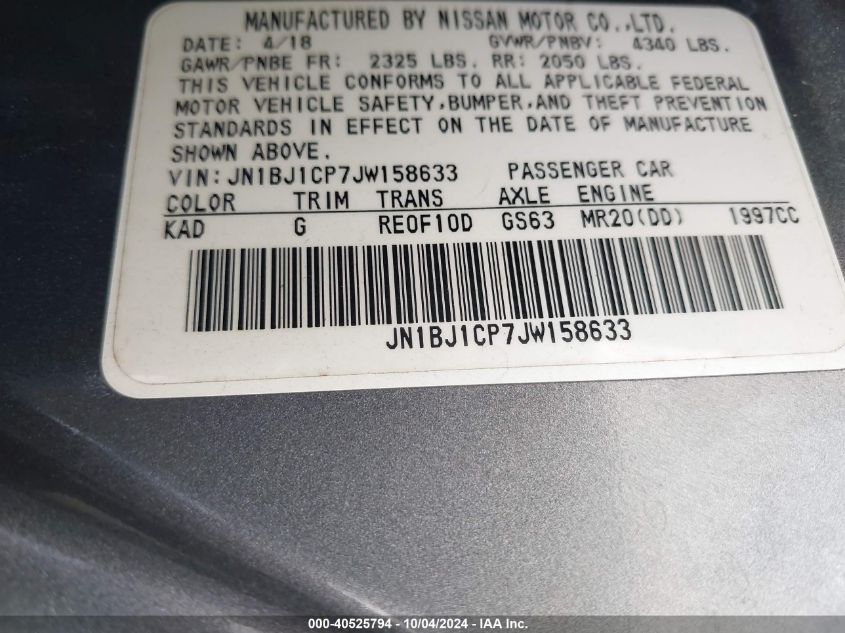 MANUFACTURED BY NISSAN MOTOR CO.,LTD.
DATE: 4/18 GVWR/PNBV: 4340 LBS.
GAWR/PNBE FR: 2325 LBS. RR: 2050 LBS.
THIS VEHICLE CONFORMS TO ALL APPLICABLE FEDERAL
MOTOR VEHICLE SAFETY,BUMPER,AND THEFT PREVENTION
STANDARDS IN EFFECT ON THE DATE OF MANUFACTURE
SHOWN ABOVE.
VIN:JN1BJ1CP7JW158633 PASSENGER CAR
COLOR TRIM TRANS AXLE ENGINE
KAD G RE0F10D GS63 MR20(DD) 1997CC
JN1BJ1CP7JW158633
000-40525794 - 10/04/2024 - IAA Inc.